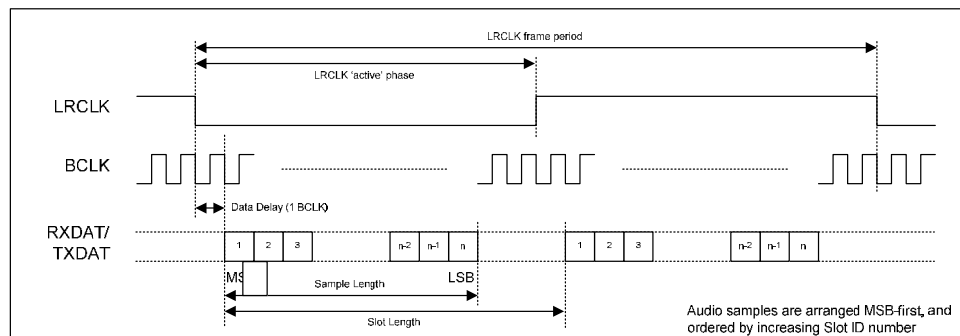 LRCLK frame period
LRCLK 'active' phase
LRCLK
BCLK
Data Delay (1 BCLK)
RXDAT/
TXDAT
1 2 3 n-2 n-1 n 1 2 3 n-2 n-1 n
LSB
Sample Length
Slot Length
Audio samples are arranged MSB-first, and
ordered by increasing Slot ID number